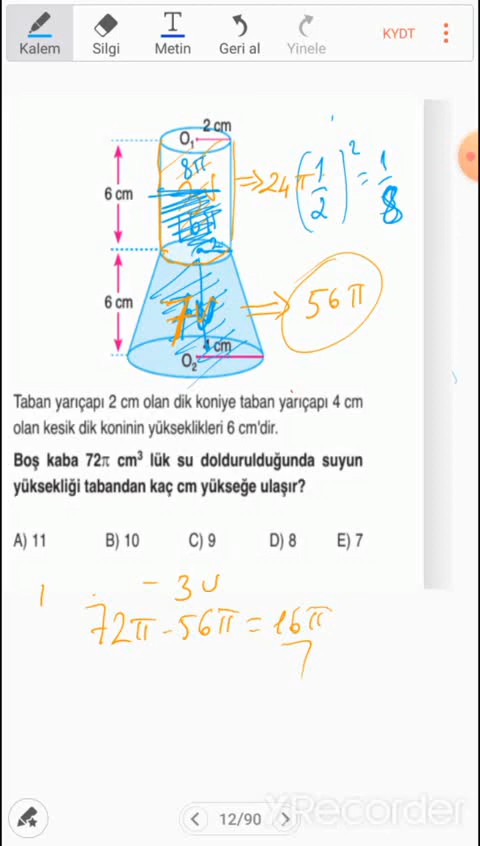 Kalem Silgi Metin Geri al Yinele KYDT
2 cm
O₁
8π
6 cm
⇒24π(1/2)²=1/8
6 cm
7V
⇒ 56π
4 cm
O₂
Taban yarıçapı 2 cm olan dik koniye taban yarıçapı 4 cm
olan kesik dik koninin yükseklikleri 6 cm'dir.
Boş kaba 72π cm³ lük su doldurulduğunda suyun
yüksekliği tabandan kaç cm yükseğe ulaşır?
A) 11 B) 10 C) 9 D) 8 E) 7
72π-56π=16π
12/90
XRecorder